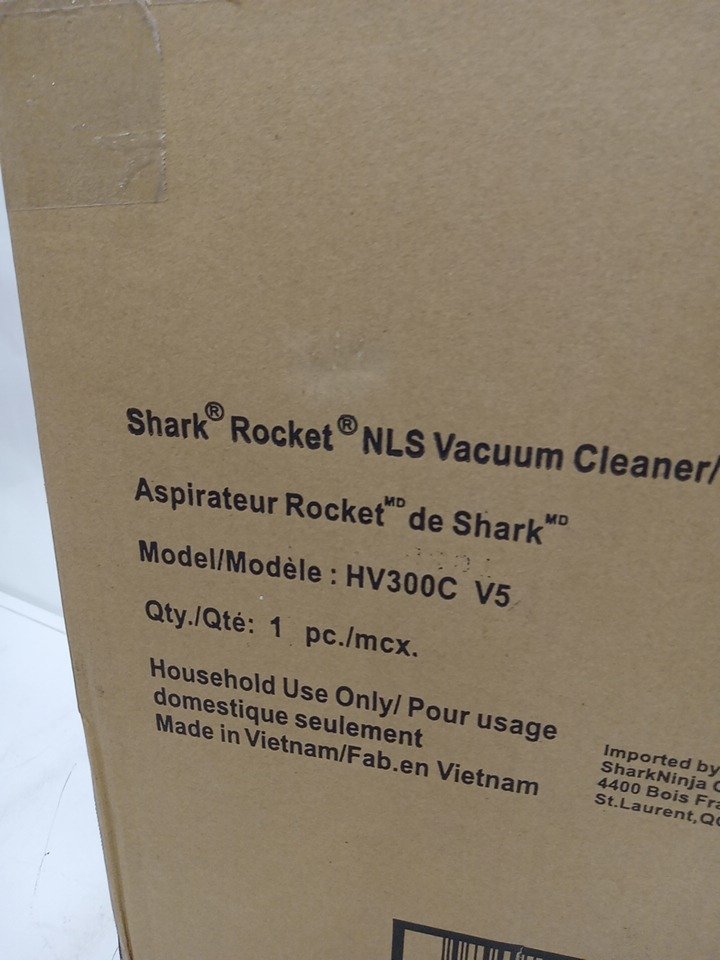 Shark® Rocket® NLS Vacuum Cleaner/
Aspirateur Rocket MD de Shark MD
Model/Modèle : HV300C V5
Qty./Qté: 1 pc./mcx.
Household Use Only/ Pour usage
domestique seulement
Made in Vietnam/Fab.en Vietnam
Imported by
SharkNinja
4400 Bois
St.Laurent,